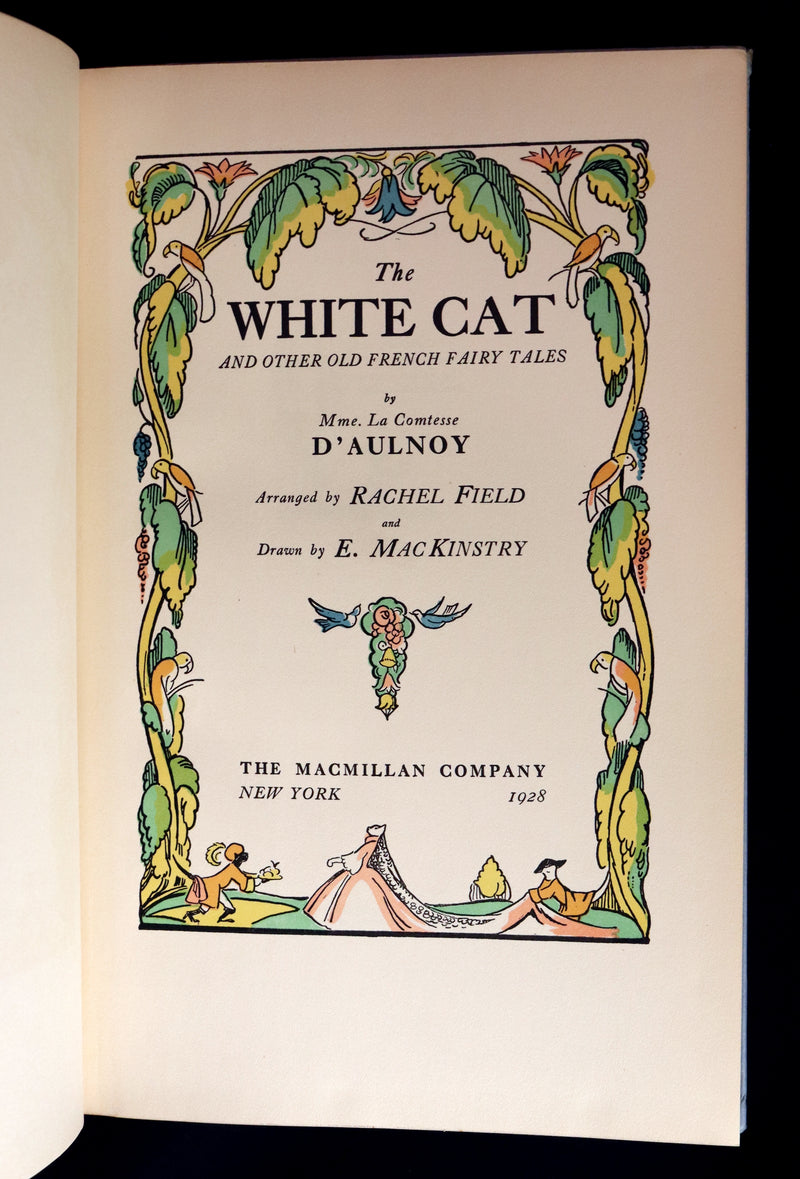 The
WHITE CAT
AND OTHER OLD FRENCH FAIRY TALES
by
Mme. La Comtesse
D'AULNOY
Arranged by RACHEL FIELD
and
Drawn by E. MACKINSTRY
THE MACMILLAN COMPANY
NEW YORK 1928